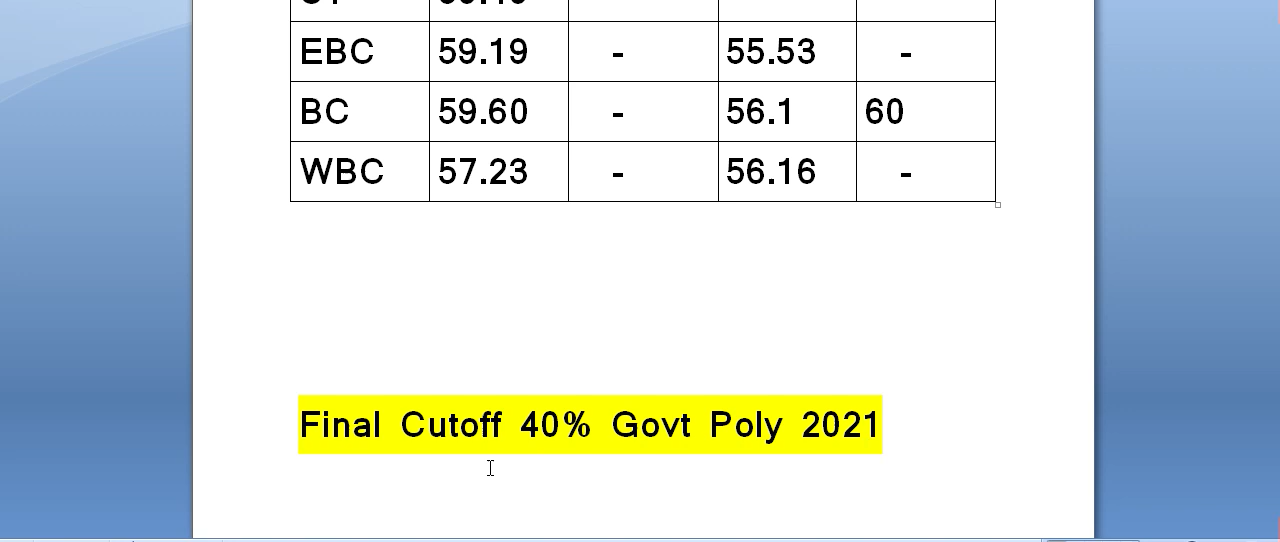 EBC 59.19 - 55.53 -
BC 59.60 - 56.1 60
WBC 57.23 - 56.16 -
Final Cutoff 40% Govt Poly 2021